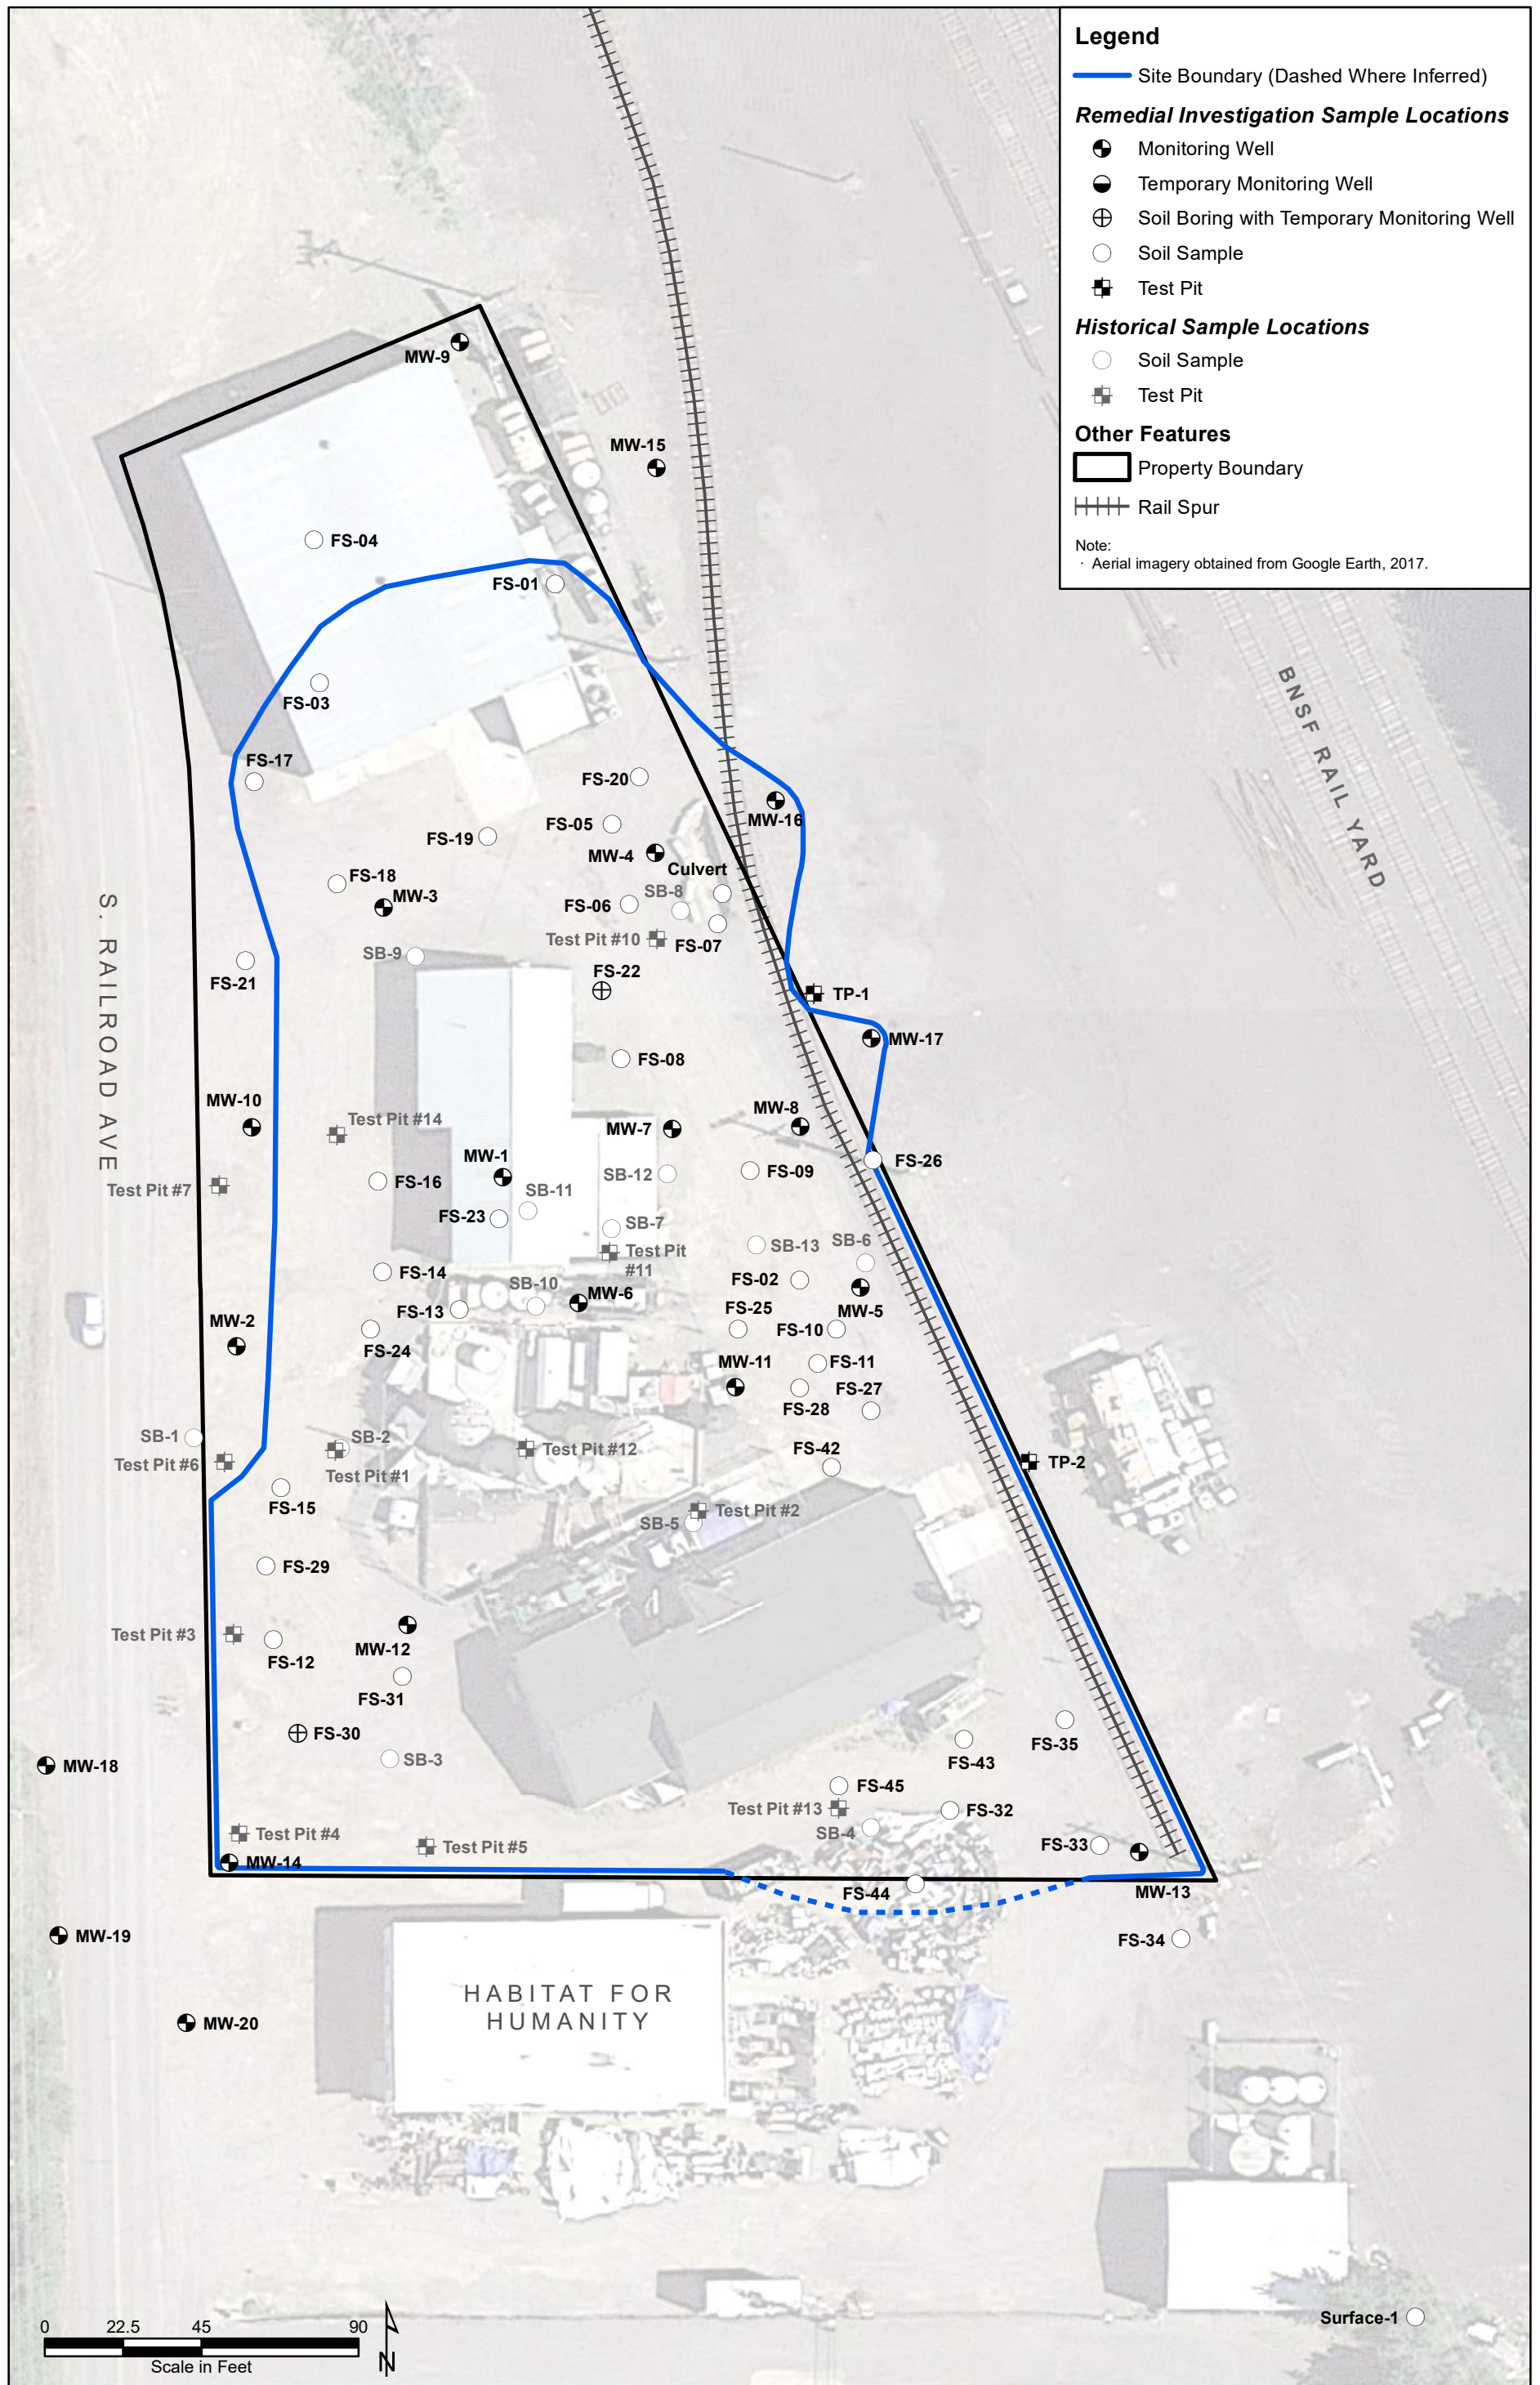 Legend
Site Boundary (Dashed Where Inferred)
Remedial Investigation Sample Locations
Monitoring Well
Temporary Monitoring Well
Soil Boring with Temporary Monitoring Well
Soil Sample
Test Pit
Historical Sample Locations
Soil Sample
Test Pit
Other Features
Property Boundary
Rail Spur
Note:
· Aerial imagery obtained from Google Earth, 2017.
MW-9
MW-15
FS-04
FS-01
FS-03
BNSF RAIL YARD
FS-17
FS-20
MW-16
FS-05
FS-19
MW-4
Culvert
FS-18
SB-8
MW-3
FS-06
Test Pit #10
FS-07
SB-9
FS-22
FS-21
TP-1
S. RAILROAD AVE
MW-17
FS-08
MW-10
MW-8
Test Pit #14
MW-7
MW-1
FS-26
FS-09
SB-12
FS-16
Test Pit #7
SB-11
FS-23
SB-7
SB-6
SB-13
Test Pit
#11
FS-14
FS-02
SB-10
MW-6
FS-13
MW-5
MW-2
FS-25
FS-10
FS-24
MW-11
FS-11
FS-27
FS-28
SB-1
SB-2
Test Pit #12
FS-42
Test Pit #6
TP-2
Test Pit #1
FS-15
Test Pit #2
SB-5
FS-29
Test Pit #3
MW-12
FS-12
FS-31
FS-30
FS-35
SB-3
FS-43
MW-18
FS-45
Test Pit #13
FS-32
SB-4
Test Pit #4
Test Pit #5
FS-33
MW-14
FS-44
MW-13
MW-19
FS-34
HABITAT FOR
HUMANITY
MW-20
Surface-1
0 22.5 45 90
Scale in Feet
N